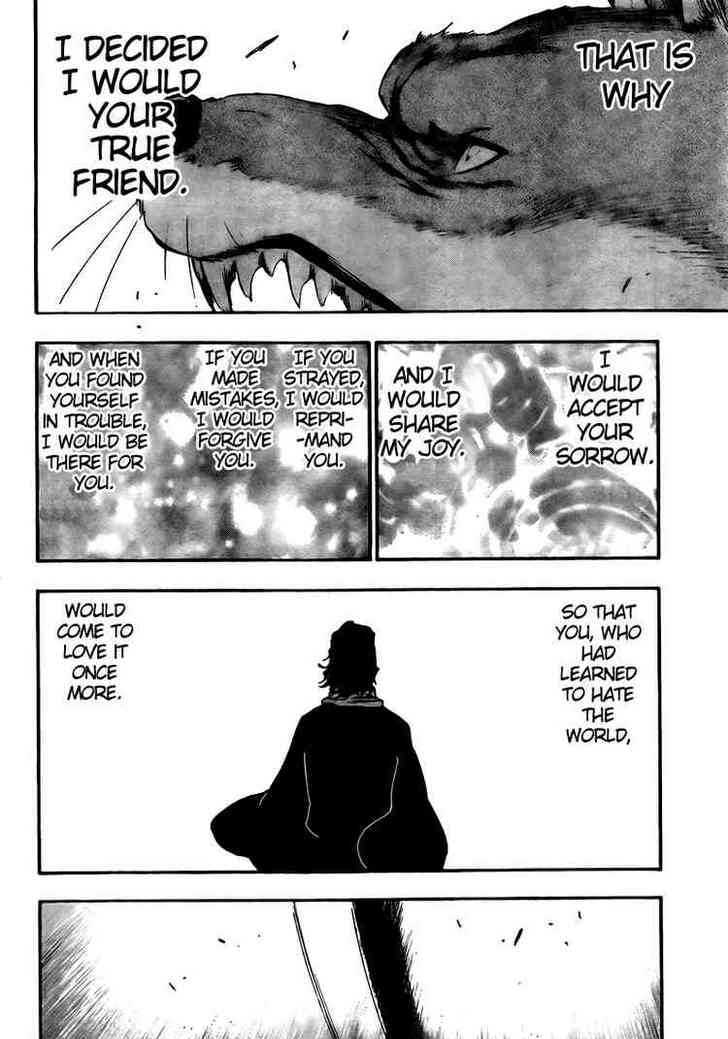 THAT IS
WHY
I DECIDED
I WOULD
YOUR
TRUE
FRIEND.
I
WOULD
ACCEPT
YOUR
SORROW.
AND I
WOULD
SHARE
MY JOY.
IF YOU
STRAYED,
I WOULD
REPRI-
-MAND
YOU.
IF YOU
MADE
MISTAKES,
I WOULD
FORGIVE
YOU.
AND WHEN
YOU FOUND
YOURSELF
IN TROUBLE,
I WOULD BE
THERE FOR
YOU.
SO THAT
YOU, WHO
HAD
LEARNED
TO HATE
THE
WORLD,
WOULD
COME TO
LOVE IT
ONCE
MORE.